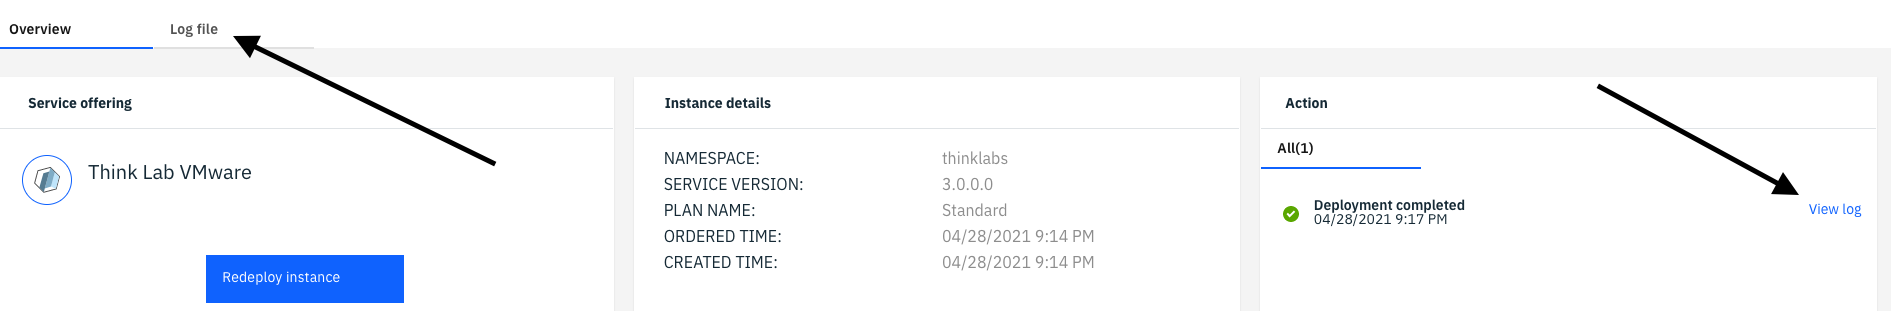 Overview
Log file
Service offering
Think Lab VMware
Redeploy instance
Instance details
NAMESPACE: thinklabs
SERVICE VERSION: 3.0.0.0
PLAN NAME: Standard
ORDERED TIME: 04/28/2021 9:14 PM
CREATED TIME: 04/28/2021 9:14 PM
Action
All(1)
Deployment completed
04/28/2021 9:17 PM
View log